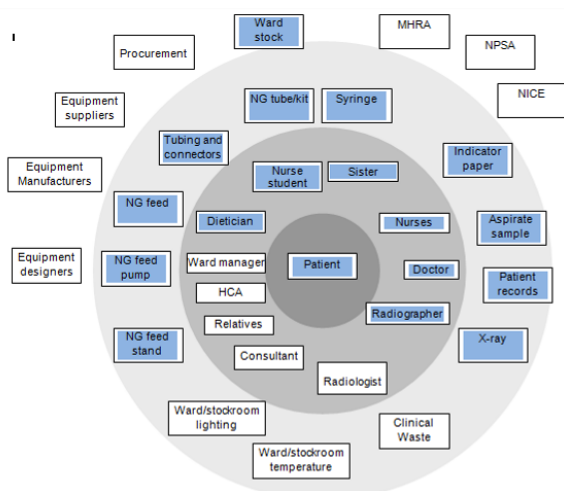 Ward
stock
MHRA
Procurement
NPSA
NICE
Equipment
suppliers
NG tube/kit
Syringe
Tubing and
connectors
Indicator
paper
Equipment
Manufacturers
Nurse
student
Sister
NG feed
Dietician
Nurses
Aspirate
sample
Equipment
designers
NG feed
pump
Ward manager
Patient
Doctor
Patient
records
HCA
Relatives
Radiographer
NG feed
stand
X-ray
Consultant
Radiologist
Ward/stockroom
lighting
Clinical
Waste
Ward/stockroom
temperature